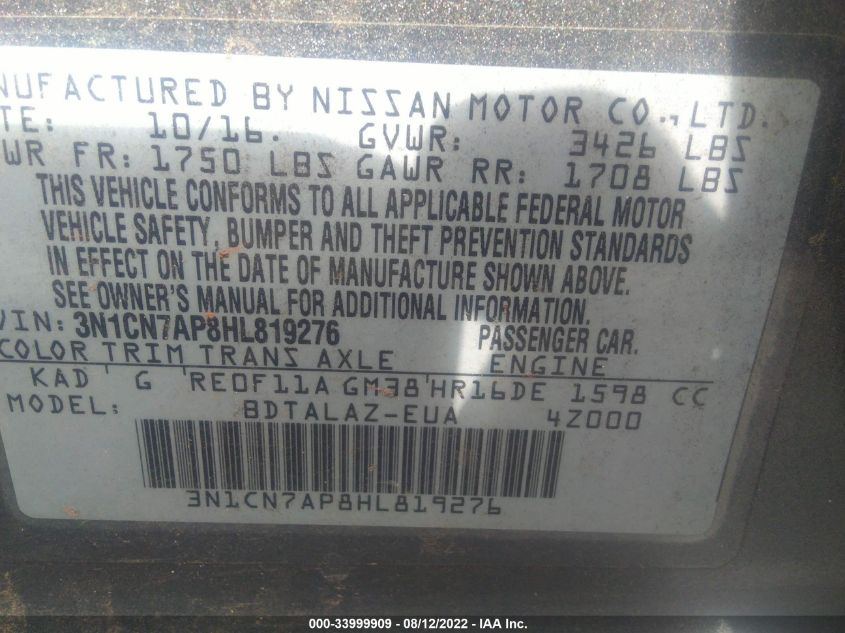 NUFACTURED BY NISSAN MOTOR CO., LTD.
TE: 10/16. GVWR: 3426 LBS
WR FR: 1750 LBS GAWR RR: 1708 LBS
THIS VEHICLE CONFORMS TO ALL APPLICABLE FEDERAL MOTOR
VEHICLE SAFETY, BUMPER AND THEFT PREVENTION STANDARDS
IN EFFECT ON THE DATE OF MANUFACTURE SHOWN ABOVE.
SEE OWNER'S MANUAL FOR ADDITIONAL INFORMATION.
VIN: 3N1CN7AP8HL819276 PASSENGER CAR.
COLOR TRIM TRANS AXLE ENGINE
KAD G RE0F11A GM38 HR16DE 1598 CC
MODEL: BDTALAZ-EUA 4Z000
3N1CN7AP8HL819276
000-33999909 - 08/12/2022 - IAA Inc.